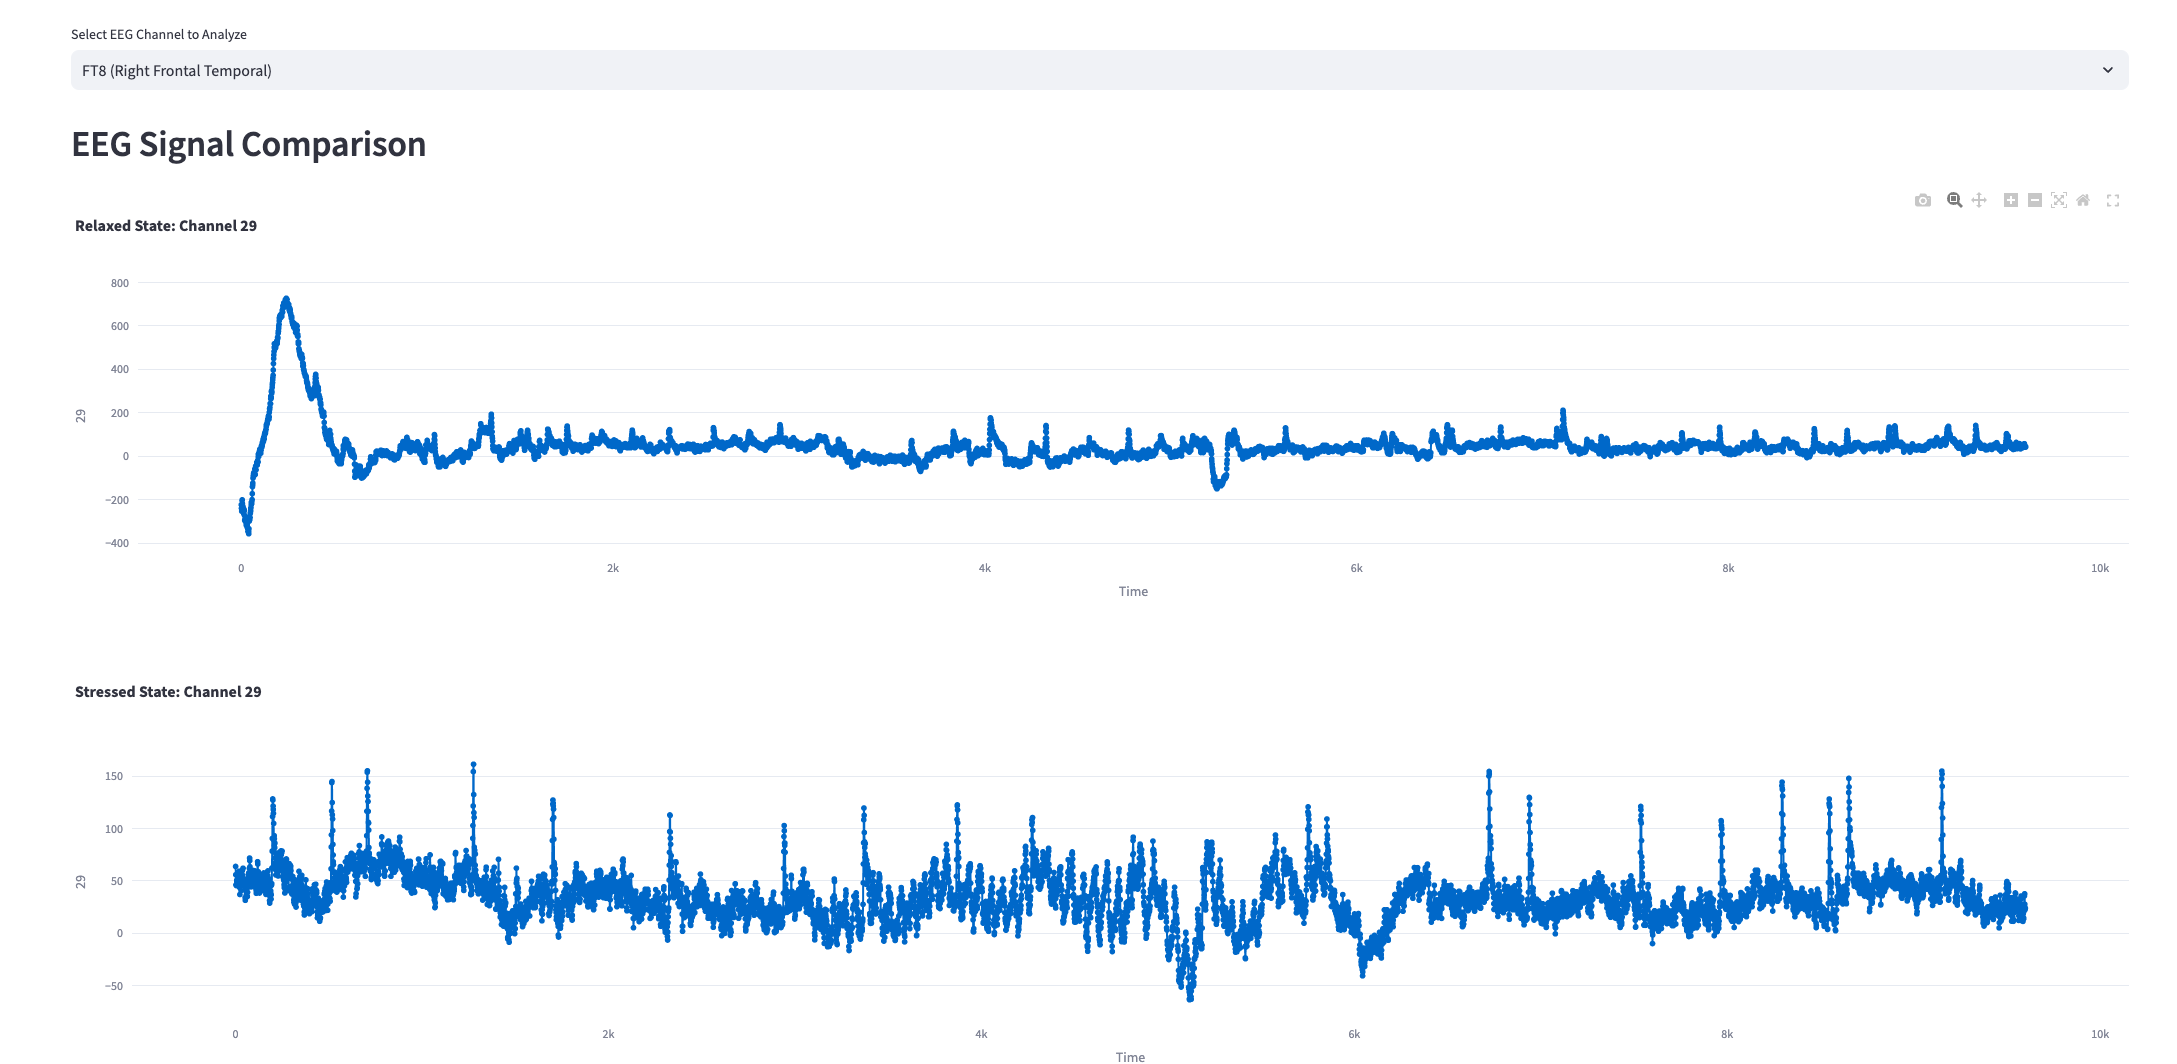 Select EEG Channel to Analyze
FT8 (Right Frontal Temporal)
EEG Signal Comparison
Relaxed State: Channel 29
800
600
400
200
0
−200
−400
29
0 2k 4k 6k 8k 10k
Time
Stressed State: Channel 29
150
100
50
0
−50
29
0 2k 4k 6k 8k 10k
Time